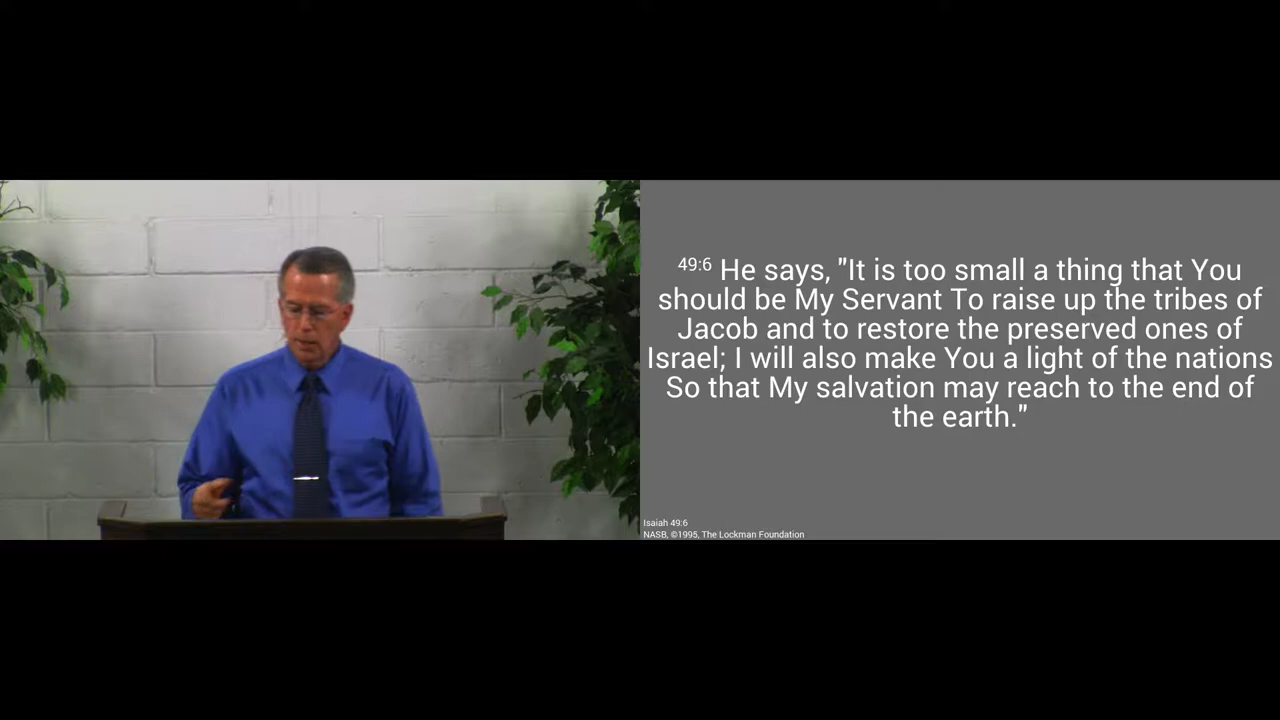 49:6 He says, "It is too small a thing that You
should be My Servant To raise up the tribes of
Jacob and to restore the preserved ones of
Israel; I will also make You a light of the nations
So that My salvation may reach to the end of
the earth."
Isaiah 49:6
NASB, ©1995, The Lockman Foundation